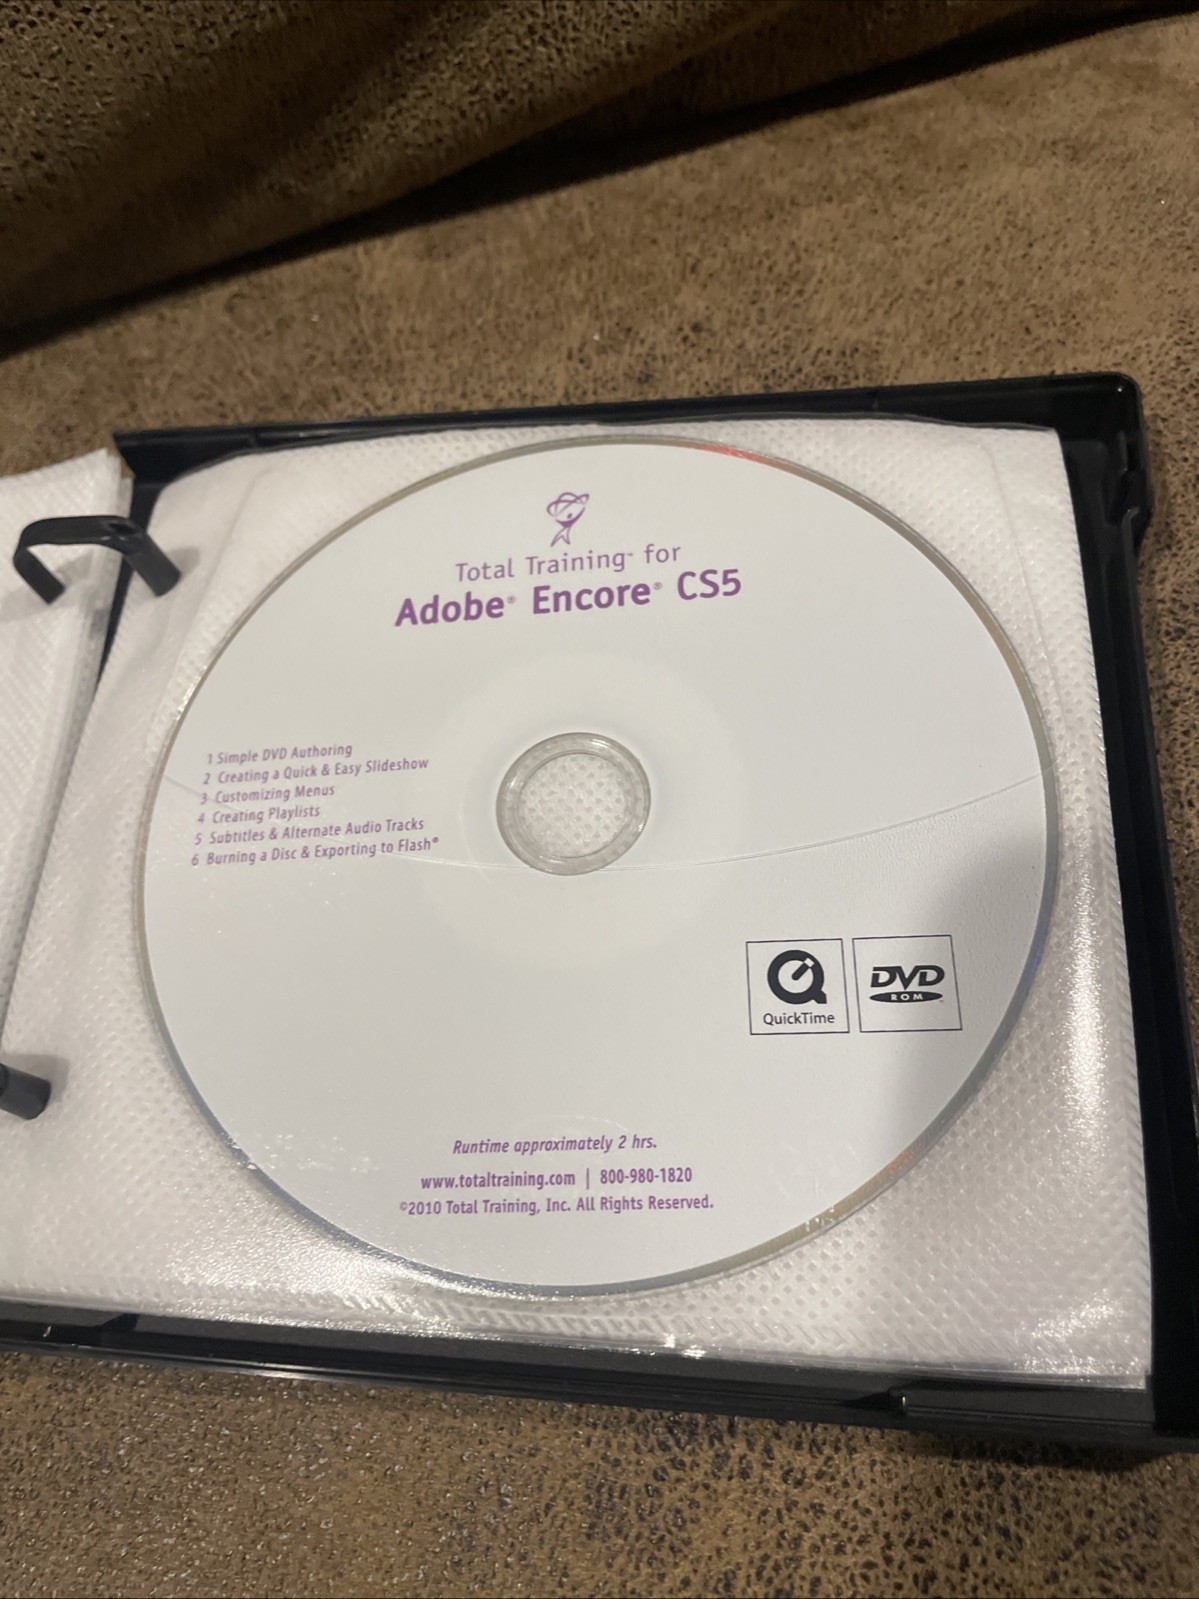 Total Training™ for
Adobe® Encore® CS5
1 Simple DVD Authoring
2 Creating a Quick & Easy Slideshow
3 Customizing Menus
4 Creating Playlists
5 Subtitles & Alternate Audio Tracks
6 Burning a Disc & Exporting to Flash®
QuickTime
DVD
ROM
Runtime approximately 2 hrs.
www.totaltraining.com | 800-980-1820
©2010 Total Training, Inc. All Rights Reserved.